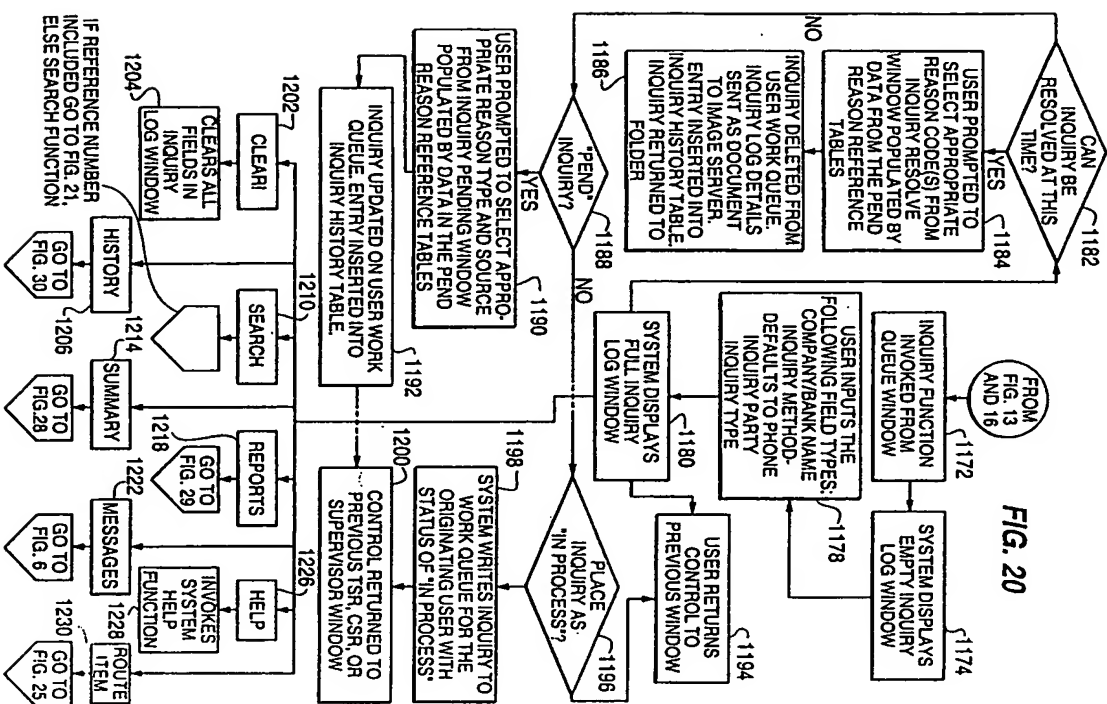 FIG. 20
FROM
FIG. 13
AND 16
1172
INQUIRY FUNCTION
INVOKED FROM
QUEUE WINDOW
1174
SYSTEM DISPLAYS
EMPTY INQUIRY
LOG WINDOW
1178
USER INPUTS THE
FOLLOWING FIELD TYPES:
COMPANY/BANK NAME
INQUIRY METHOD-
DEFAULTS TO PHONE
INQUIRY PARTY
INQUIRY TYPE
1180
SYSTEM DISPLAYS
FULL INQUIRY
LOG WINDOW
1194
USER RETURNS
CONTROL TO
PREVIOUS WINDOW
CAN
INQUIRY BE
RESOLVED AT THIS
TIME?
1182
YES
NO
USER PROMPTED TO
SELECT APPROPRIATE
REASON CODE(S) FROM
INQUIRY RESOLVE
WINDOW POPULATED BY
DATA FROM THE PEND
REASON REFERENCE
TABLES
1184
INQUIRY DELETED FROM
USER WORK QUEUE.
INQUIRY LOG DETAILS
SENT AS DOCUMENT
TO IMAGE SERVER.
ENTRY INSERTED INTO
INQUIRY HISTORY TABLE.
INQUIRY RETURNED TO
FOLDER
1186
"PEND"
INQUIRY?
1188
YES
NO
USER PROMPTED TO SELECT APPRO-
PRIATE REASON TYPE AND SOURCE
FROM INQUIRY PENDING WINDOW
POPULATED BY DATA IN THE PEND
REASON REFERENCE TABLES
1190
INQUIRY UPDATED ON USER WORK
QUEUE. ENTRY INSERTED INTO
INQUIRY HISTORY TABLE.
1192
PLACE
INQUIRY AS
"IN PROCESS"?
1196
1198
SYSTEM WRITES INQUIRY TO
WORK QUEUE FOR THE
ORIGINATING USER WITH
STATUS OF "IN PROCESS"
1200
CONTROL RETURNED TO
PREVIOUS TSR, CSR, OR
SUPERVISOR WINDOW
1202
CLEAR!
1204
CLEARS ALL
FIELDS IN
INQUIRY
LOG WINDOW
IF REFERENCE NUMBER
INCLUDED GO TO FIG. 21,
ELSE SEARCH FUNCTION
HISTORY
1206
GO TO
FIG. 30
1210
SEARCH
1214
SUMMARY
GO TO
FIG.28
1218
REPORTS
GO TO
FIG. 29
1222
MESSAGES
GO TO
FIG. 6
1226
HELP
1228
INVOKES
SYSTEM
HELP
FUNCTION
1230
ROUTE
ITEM
GO TO
FIG. 25